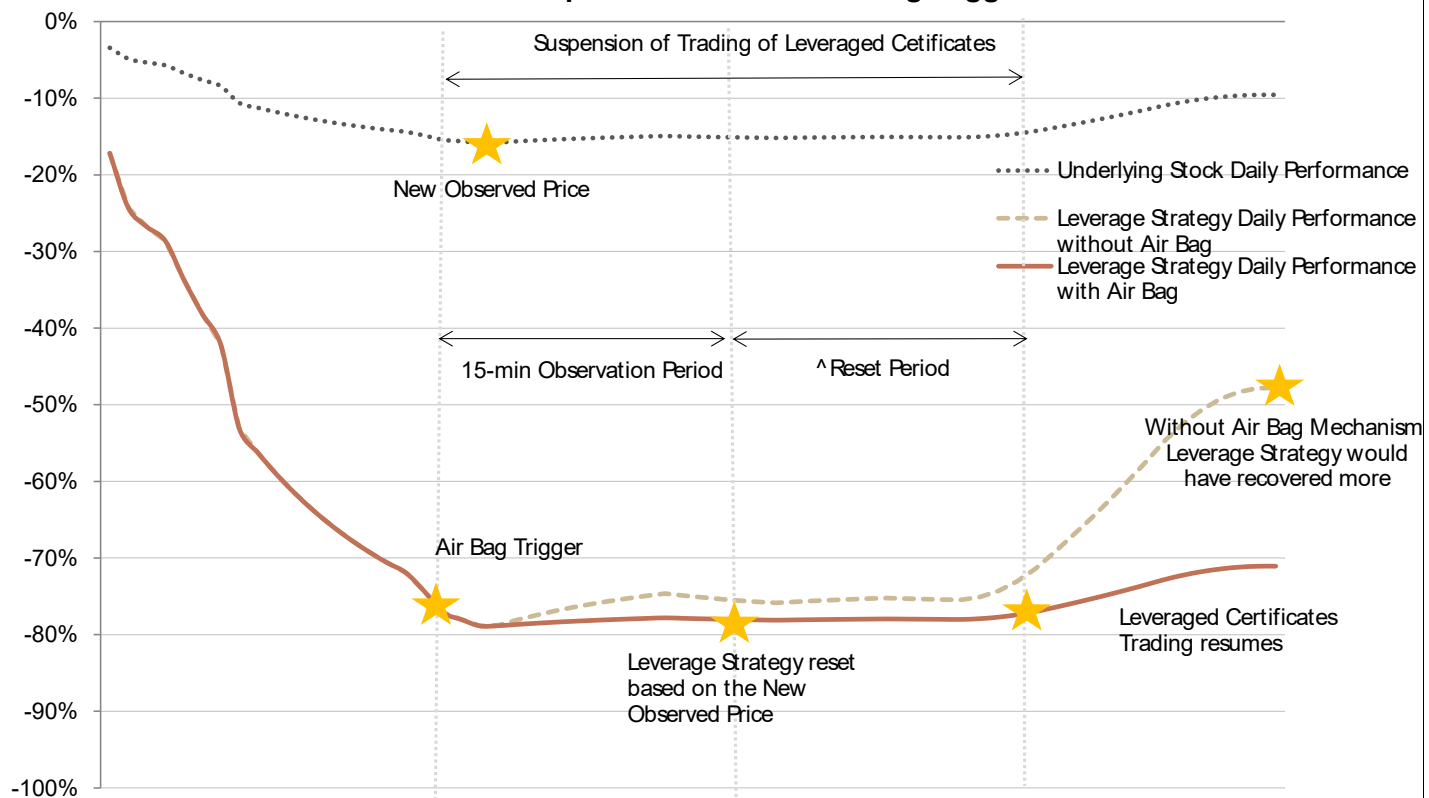 0%
Suspension of Trading of Leveraged Cetificates
-10%
-20%
New Observed Price
Underlying Stock Daily Performance
Leverage Strategy Daily Performance
without Air Bag
Leverage Strategy Daily Performance
with Air Bag
-30%
-40%
15-min Observation Period
^Reset Period
-50%
Without Air Bag Mechanism
Leverage Strategy would
have recovered more
-60%
-70%
Air Bag Trigger
-80%
Leveraged Certificates
Trading resumes
Leverage Strategy reset
based on the New
Observed Price
-90%
-100%